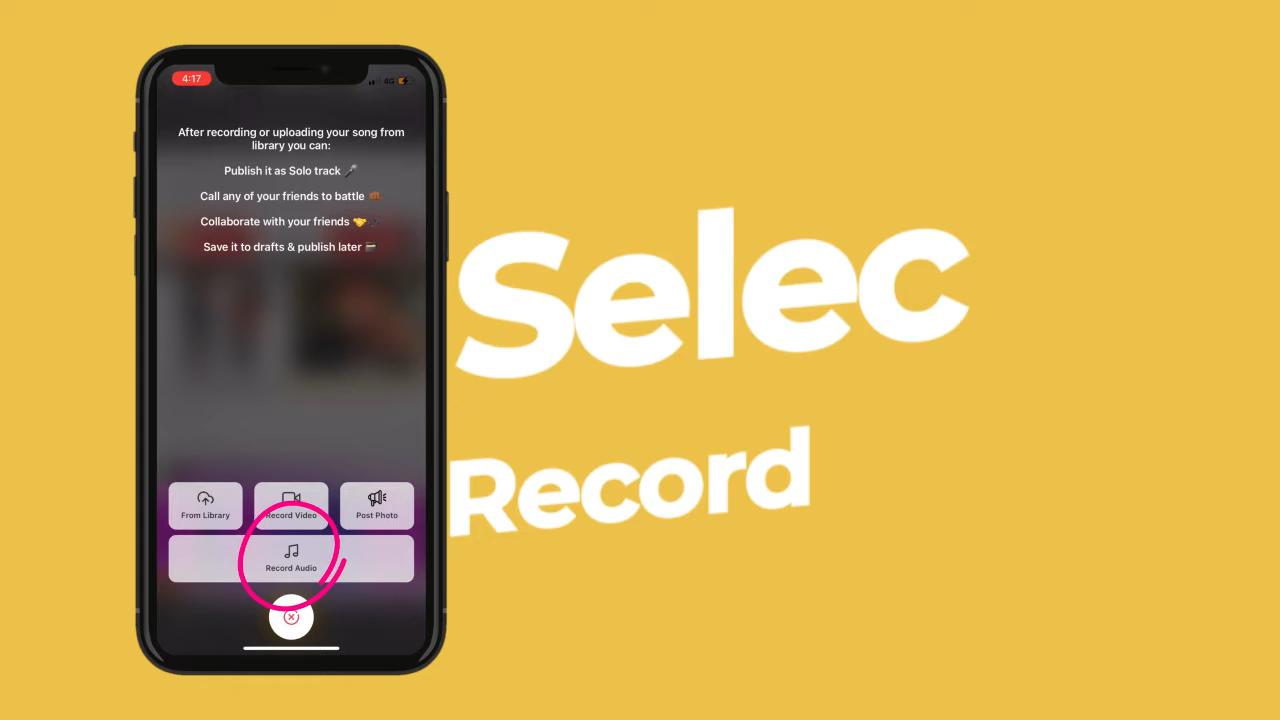 4:17
4G
After recording or uploading your song from
library you can:
Publish it as Solo track 🎤
Call any of your friends to battle 👊🏾
Collaborate with your friends 🤝
Save it to drafts & publish later
From Library
Record Video
Post Photo
Record Audio
Selec
Record